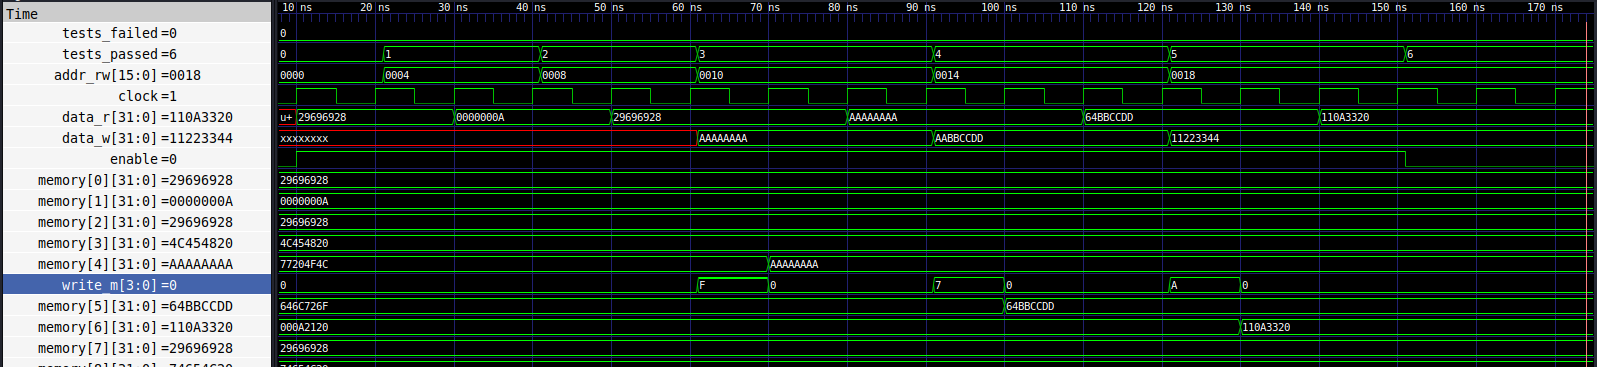 Time 10 ns 20 ns 30 ns 40 ns 50 ns 60 ns 70 ns 80 ns 90 ns 100 ns 110 ns 120 ns 130 ns 140 ns 150 ns 160 ns 170 ns
tests_failed=0 0
tests_passed=6 0 1 2 3 4 5 6
addr_rw[15:0]=0018 0000 0004 0008 0010 0014 0018
clock=1
data_r[31:0]=110A3320 u+ 29696928 0000000A 29696928 AAAAAAAA 64BBCCDD 110A3320
data_w[31:0]=11223344 xxxxxxxx AAAAAAAA AABBCCDD 11223344
enable=0
memory[0][31:0]=29696928 29696928
memory[1][31:0]=0000000A 0000000A
memory[2][31:0]=29696928 29696928
memory[3][31:0]=4C454820 4C454820
memory[4][31:0]=AAAAAAAA 77204F4C AAAAAAAA
write_m[3:0]=0 0 F 0 7 0 A 0
memory[5][31:0]=64BBCCDD 646C726F 64BBCCDD
memory[6][31:0]=110A3320 000A2120 110A3320
memory[7][31:0]=29696928 29696928